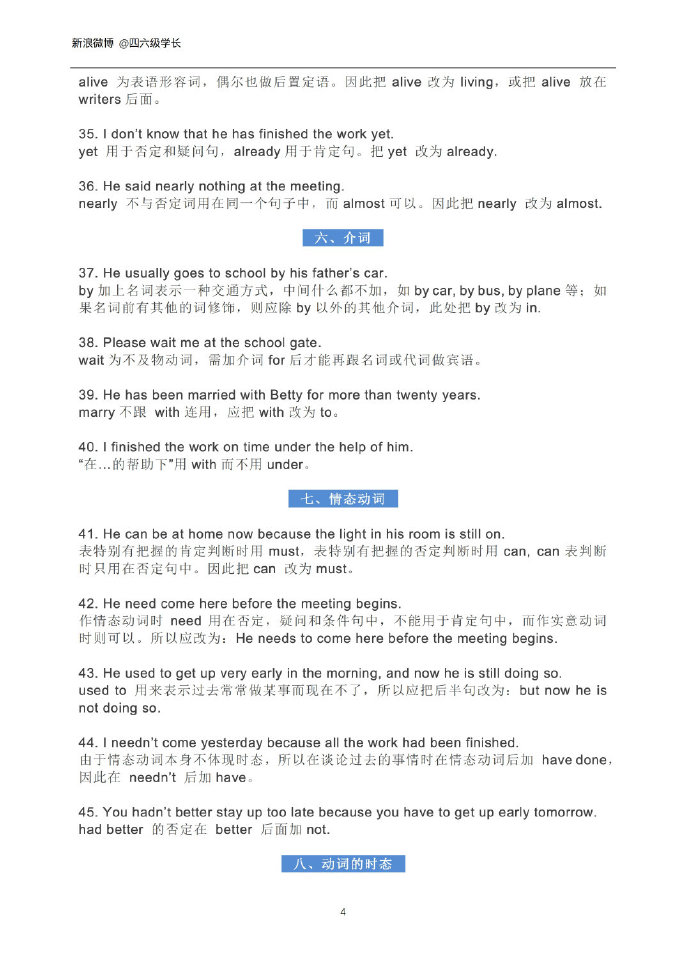 新浪微博 @四六级学长
alive 为表语形容词，偶尔也做后置定语。因此把 alive 改为 living，或把 alive 放在
writers 后面。
35. I don't know that he has finished the work yet.
yet 用于否定和疑问句，already 用于肯定句。把 yet 改为 already.
36. He said nearly nothing at the meeting.
nearly 不与否定词用在同一个句子中，而 almost 可以。因此把 nearly 改为 almost.
六、介词
37. He usually goes to school by his father's car.
by 加上名词表示一种交通方式，中间什么都不加，如 by car, by bus, by plane 等；如
果名词前有其他的词修饰，则应除 by 以外的其他介词，此处把 by 改为 in.
38. Please wait me at the school gate.
wait 为不及物动词，需加介词 for 后才能再跟名词或代词做宾语。
39. He has been married with Betty for more than twenty years.
marry 不跟 with 连用，应把 with 改为 to。
40. I finished the work on time under the help of him.
“在…的帮助下”用 with 而不用 under。
七、情态动词
41. He can be at home now because the light in his room is still on.
表特别有把握的肯定判断时用 must，表特别有把握的否定判断时用 can, can 表判断
时只用在否定句中。因此把 can 改为 must。
42. He need come here before the meeting begins.
作情态动词时 need 用在否定，疑问和条件句中，不能用于肯定句中，而作实意动词
时则可以。所以应改为：He needs to come here before the meeting begins.
43. He used to get up very early in the morning, and now he is still doing so.
used to 用来表示过去常常做某事而现在不了，所以应把后半句改为：but now he is
not doing so.
44. I needn't come yesterday because all the work had been finished.
由于情态动词本身不体现时态，所以在谈论过去的事情时在情态动词后加 have done，
因此在 needn't 后加 have。
45. You hadn't better stay up too late because you have to get up early tomorrow.
had better 的否定在 better 后面加 not.
八、动词的时态
4